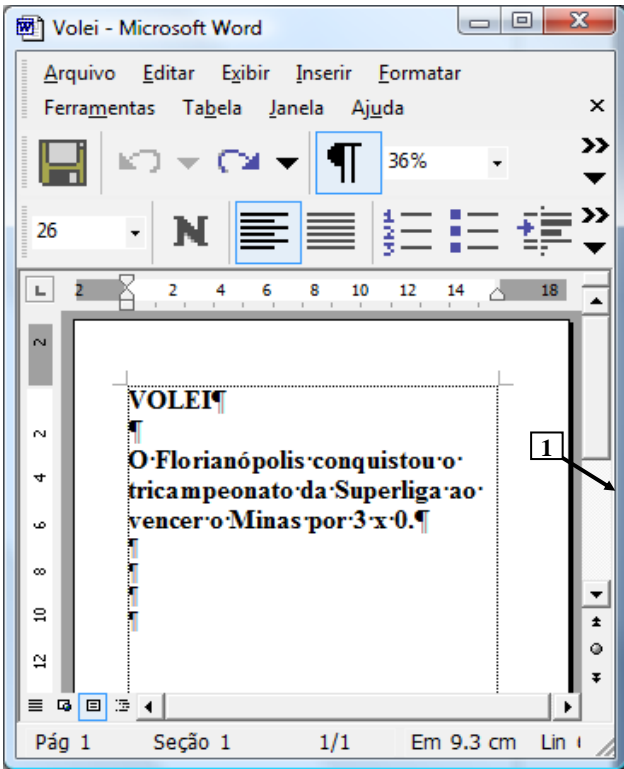 Volei - Microsoft Word
Arquivo Editar Exibir Inserir Formatar
Ferramentas Tabela Janela Ajuda
36%
26 N
2 2 4 6 8 10 12 14 18
2
2
4
6
8
10
12
VOLEI¶
¶
O·Florianópolis·conquistou·o·
tricampeonato·da·Superliga·ao·
vencer·o·Minas·por·3·x·0.¶
¶
¶
¶
¶
1
Pág 1 Seção 1 1/1 Em 9.3 cm Lin